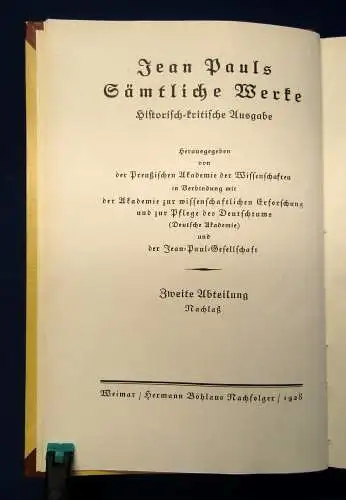 Jean Pauls
Sämtliche Werke
Historisch-kritische Ausgabe
Herausgegeben
von
der Preußischen Akademie der Wissenschaften
in Verbindung mit
der Akademie zur wissenschaftlichen Erforschung
und zur Pflege des Deutschtums
(Deutsche Akademie)
und
der Jean-Paul-Gesellschaft
Zweite Abteilung
Nachlaß
Weimar / Hermann Böhlaus Nachfolger / 1928